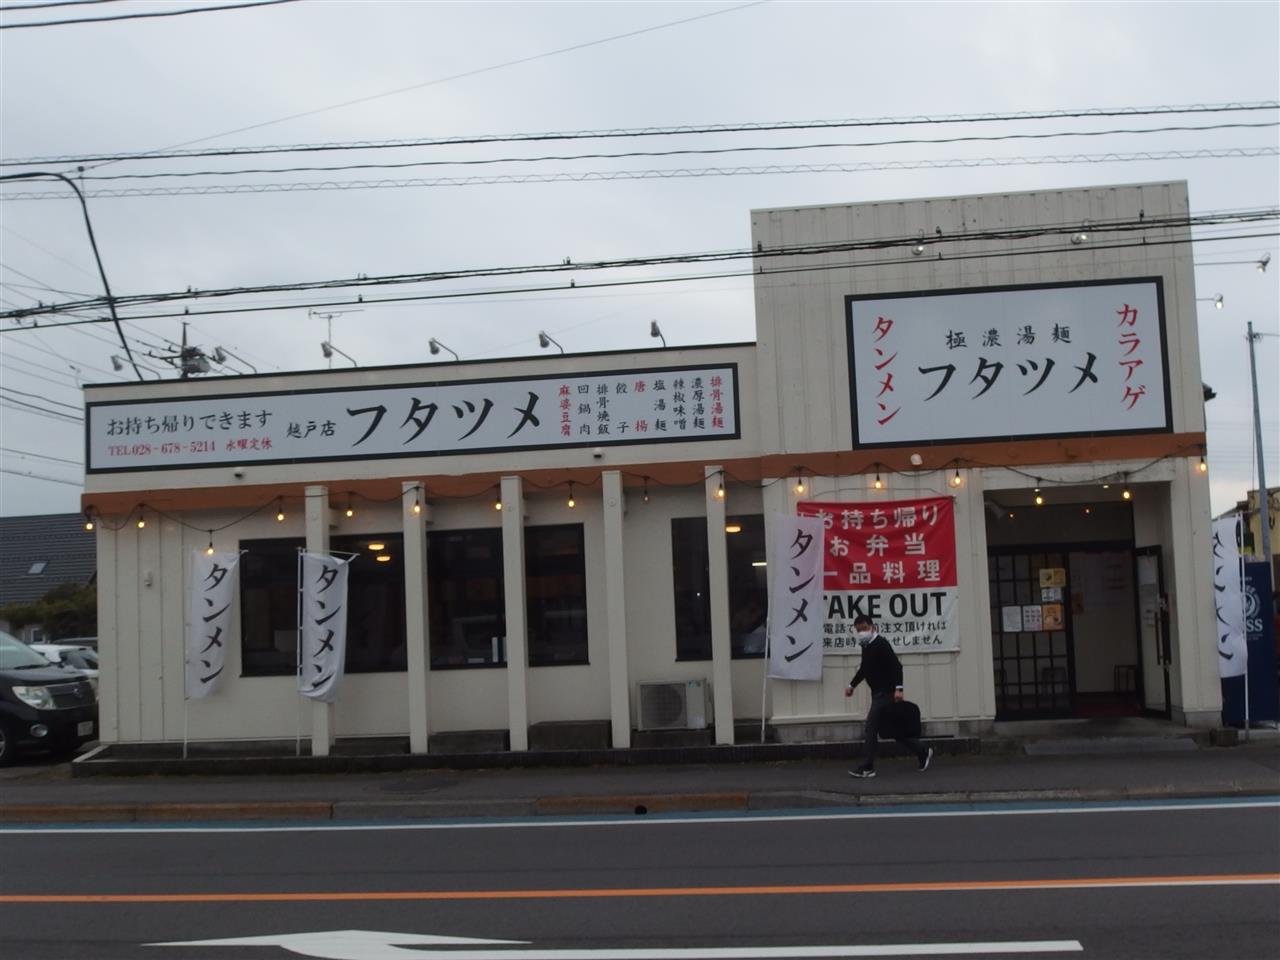 お持ち帰りできます
TEL028-678-5214 水曜定休
越戸店
フタツメ
排骨湯麺
濃厚湯麺
辣椒味噌
塩湯麺
唐揚
餃子
排骨焼飯
回鍋肉
麻婆豆腐
カラアゲ
極濃湯麺
フタツメ
タンメン
タンメン
タンメン
タンメン
お持ち帰り
お弁当
一品料理
TAKE OUT